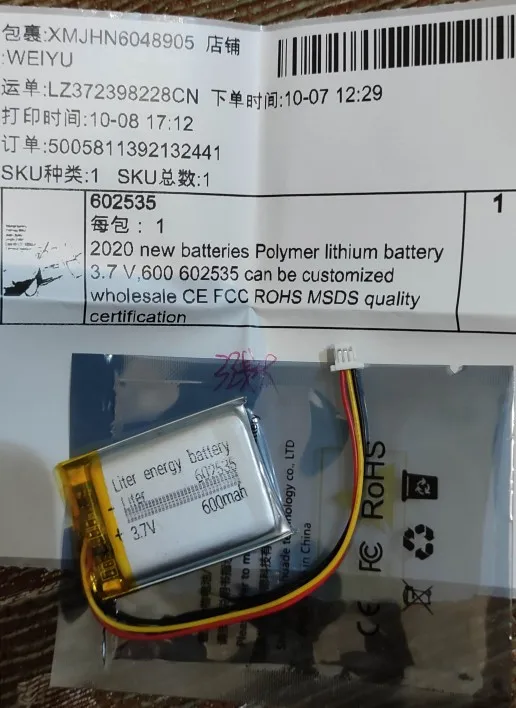 包裹:XMJHN6048905 店铺
:WEIYU
运单:LZ372398228CN 下单时间:10-07 12:29
打印时间:10-08 17:12
订单:5005811392132441
SKU种类:1 SKU总数:1
602535
1
每包: 1
2020 new batteries Polymer lithium battery
3.7 V,600 602535 can be customized
wholesale CE FCC ROHS MSDS quality
certification
Liter energy battery
602535
- Liter
600mah
+ 3.7V
nology co., LTD
in China
CE FC RoHS